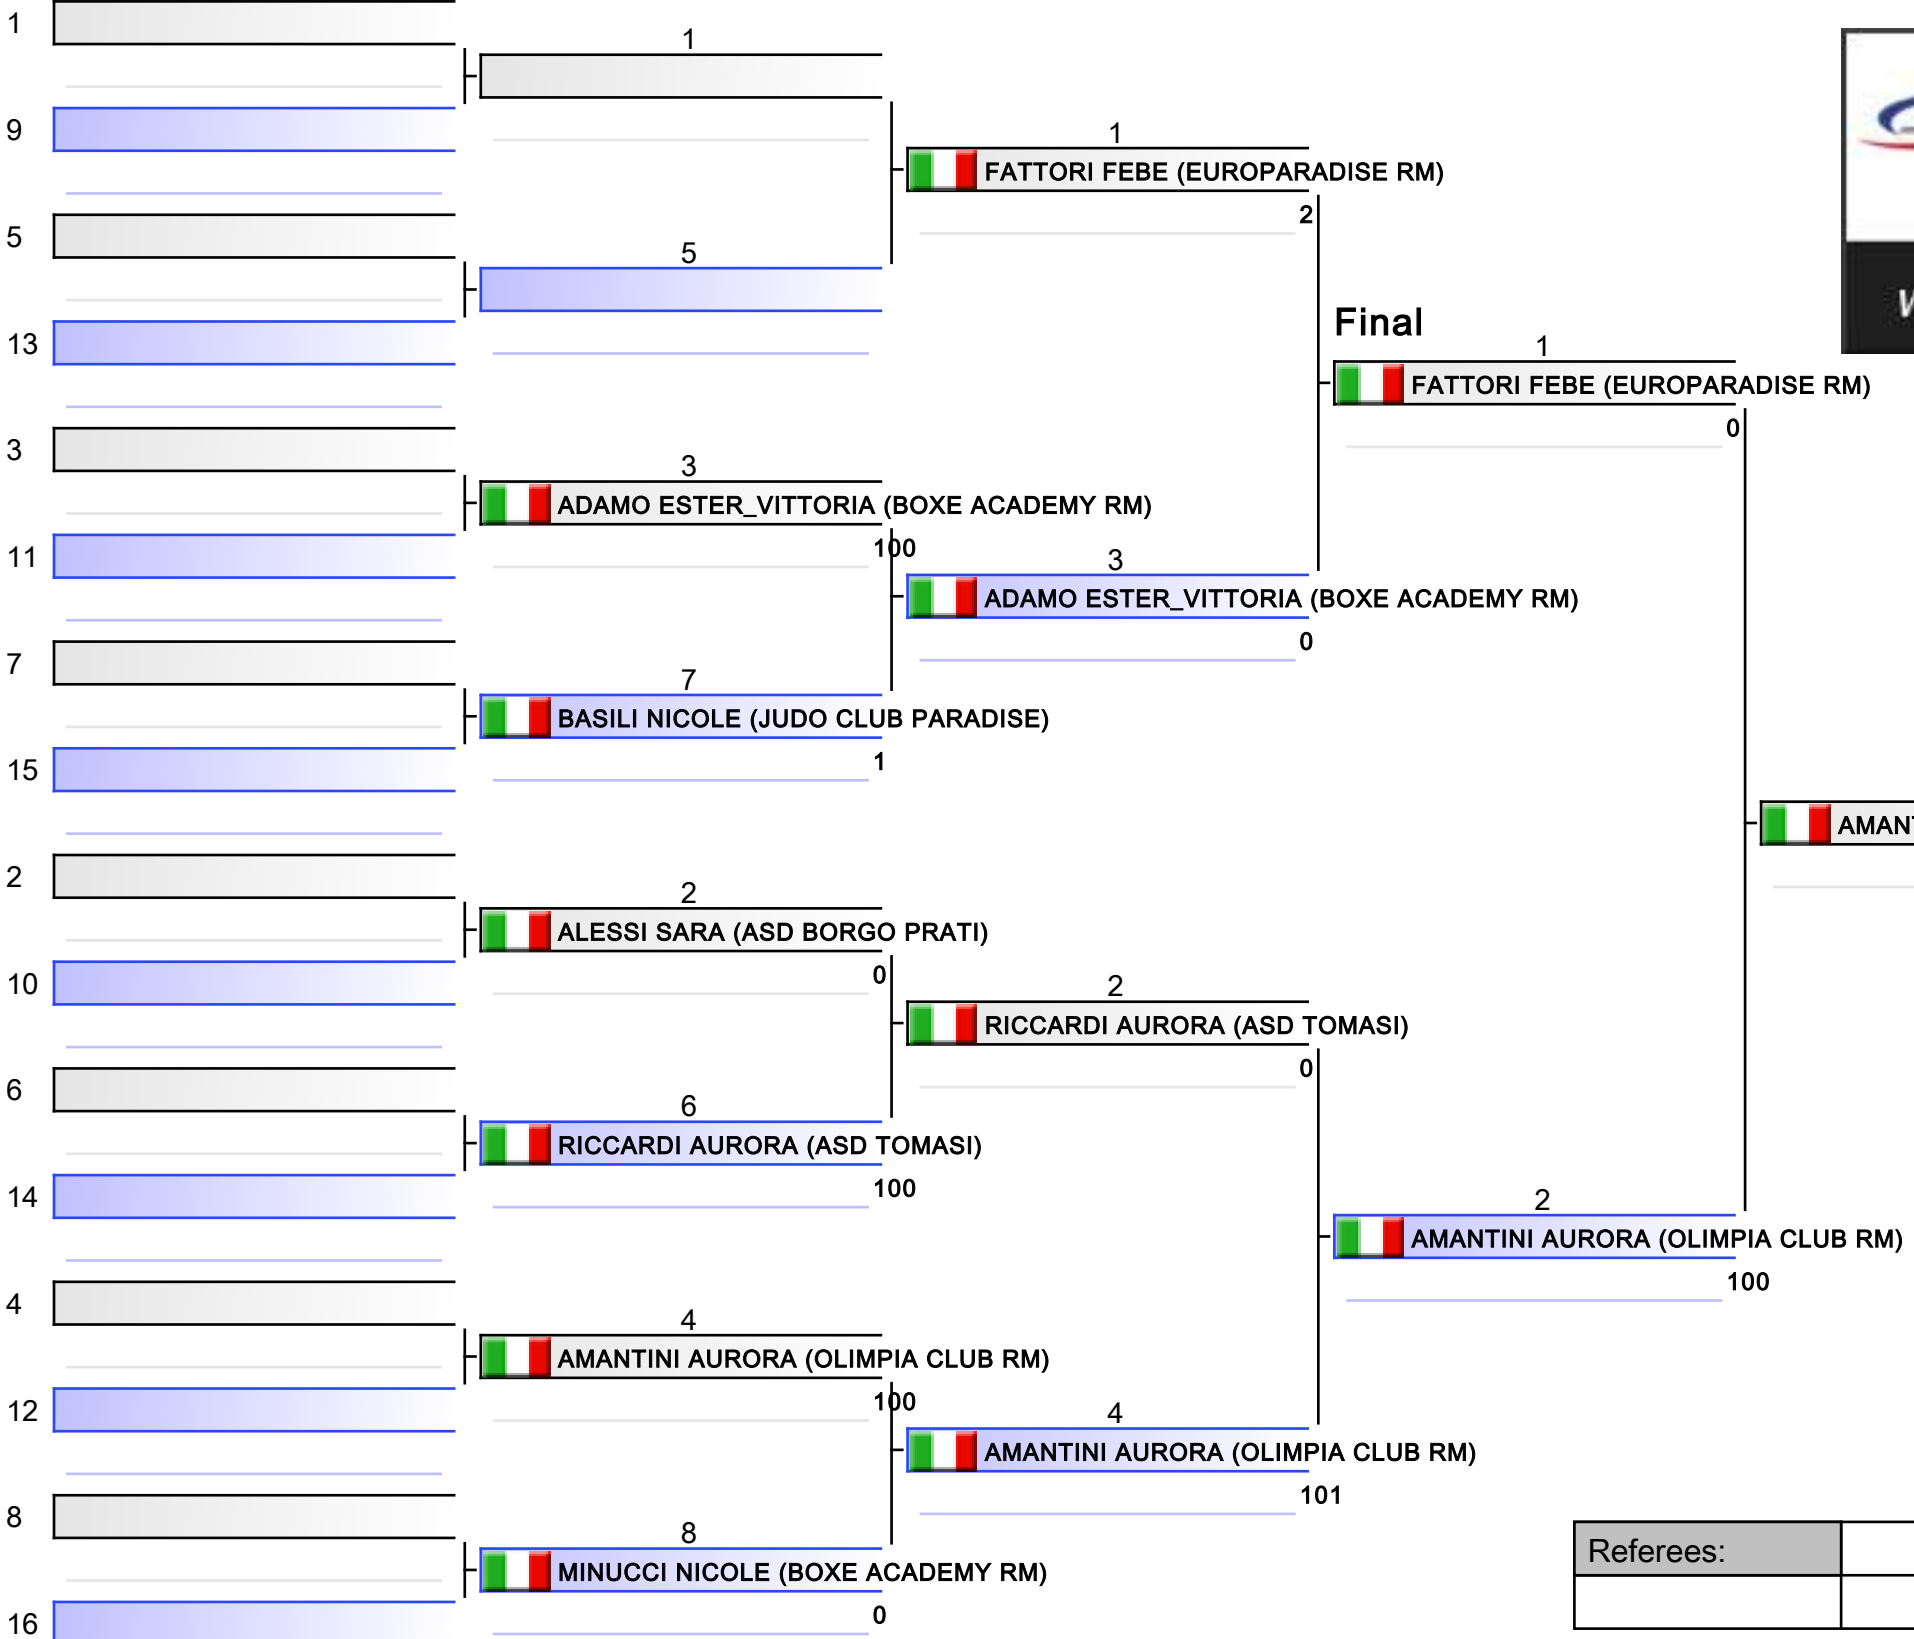 1
1
9
1
FATTORI FEBE (EUROPARADISE RM)
2
5
5
13
Final
1
FATTORI FEBE (EUROPARADISE RM)
0
3
3
ADAMO ESTER_VITTORIA (BOXE ACADEMY RM)
100
11
3
ADAMO ESTER_VITTORIA (BOXE ACADEMY RM)
0
7
7
BASILI NICOLE (JUDO CLUB PARADISE)
1
15
AMAN
2
2
ALESSI SARA (ASD BORGO PRATI)
0
10
2
RICCARDI AURORA (ASD TOMASI)
0
6
6
RICCARDI AURORA (ASD TOMASI)
100
14
2
AMANTINI AURORA (OLIMPIA CLUB RM)
100
4
4
AMANTINI AURORA (OLIMPIA CLUB RM)
100
12
4
AMANTINI AURORA (OLIMPIA CLUB RM)
101
8
8
MINUCCI NICOLE (BOXE ACADEMY RM)
0
16
Referees: